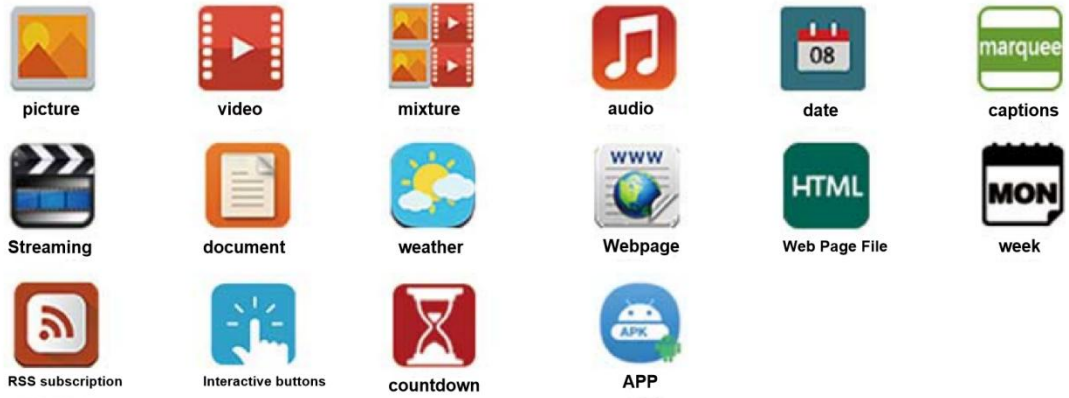 08
marquee
picture
video
mixture
audio
date
captions
WWW
HTML
MON
Streaming
document
weather
Webpage
Web Page File
week
APK
RSS subscription
Interactive buttons
countdown
APP